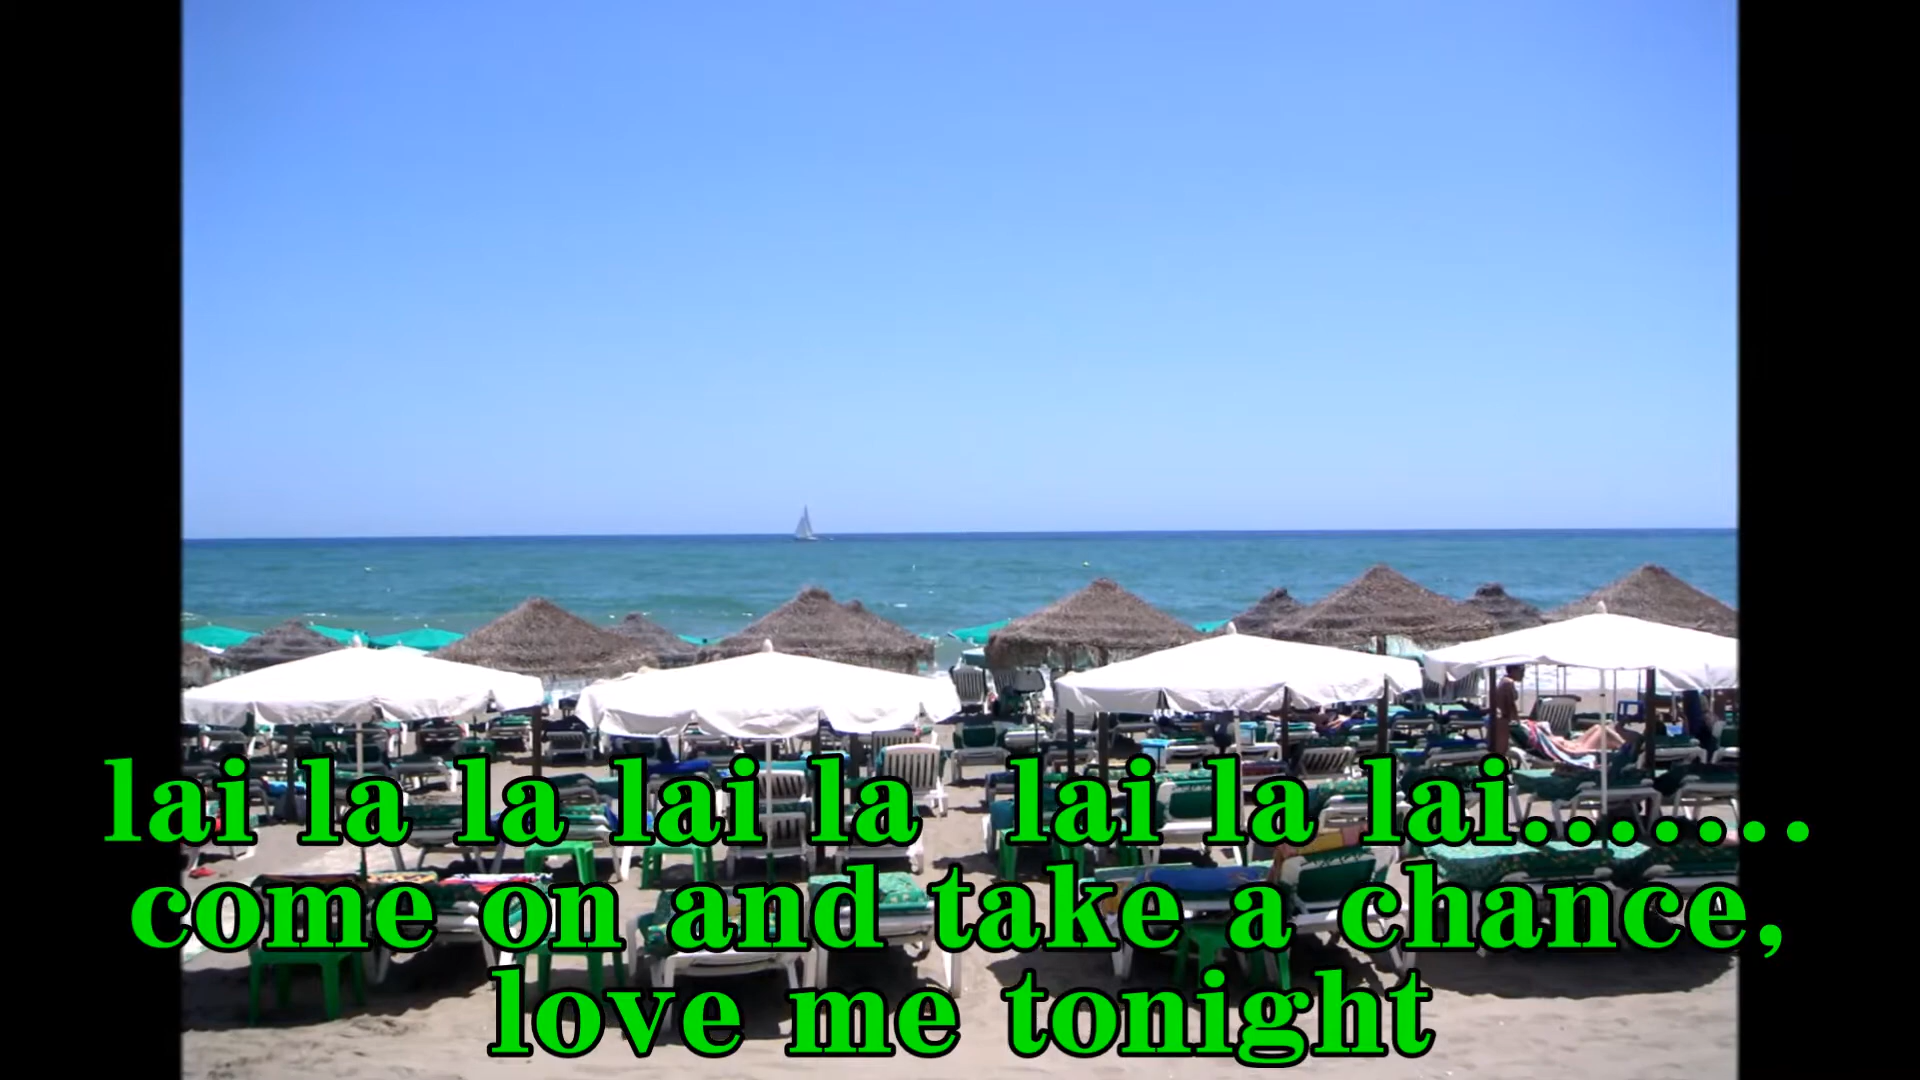 lai la la lai la  lai la lai.......
come on and take a chance,
love me tonight